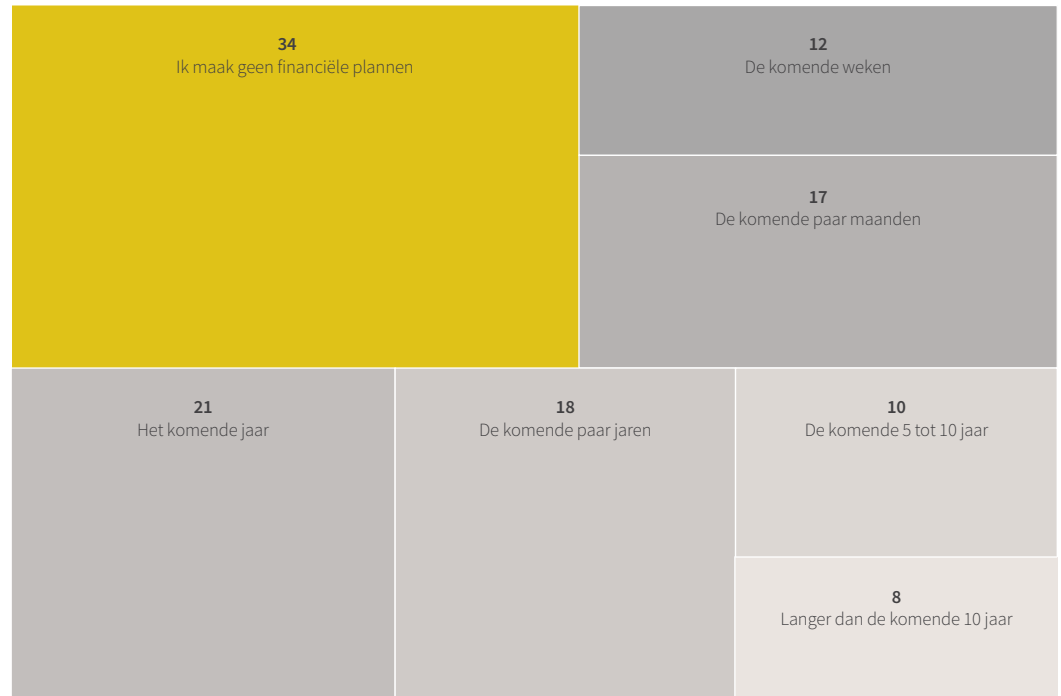 34
Ik maak geen financiële plannen
12
De komende weken
17
De komende paar maanden
21
Het komende jaar
18
De komende paar jaren
10
De komende 5 tot 10 jaar
8
Langer dan de komende 10 jaar